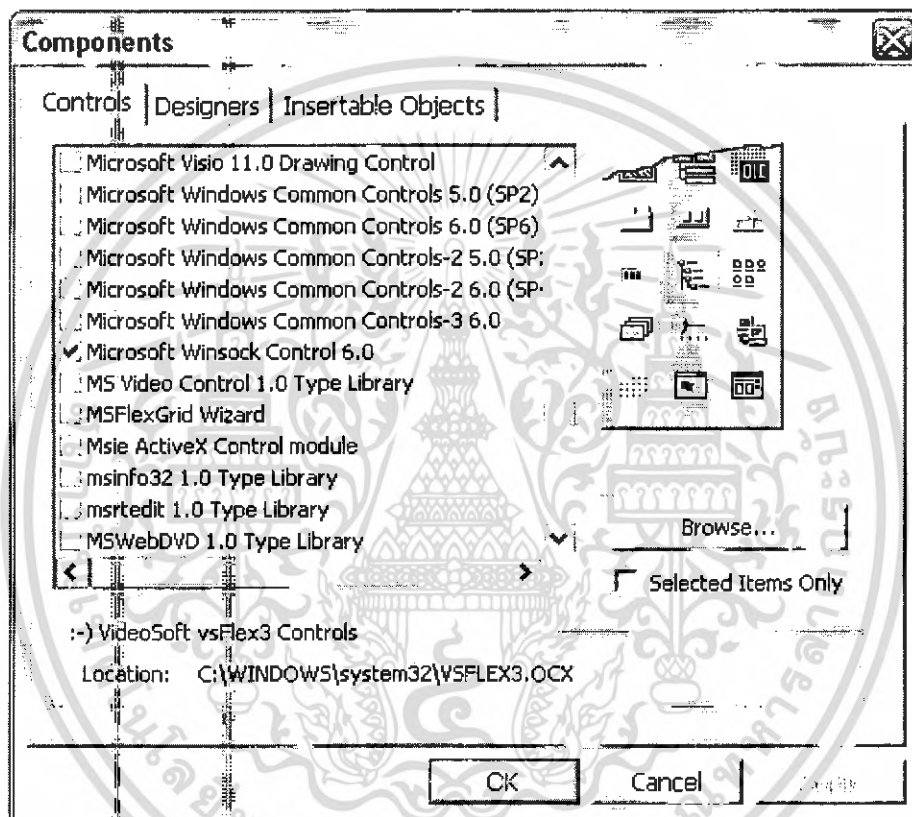 Components
Controls Designers Insertable Objects
Microsoft Visio 11.0 Drawing Control
Microsoft Windows Common Controls 5.0 (SP2)
Microsoft Windows Common Controls 6.0 (SP6)
Microsoft Windows Common Controls-2 5.0 (SP
Microsoft Windows Common Controls-2 6.0 (SP
Microsoft Windows Common Controls-3 6.0
Microsoft Winsock Control 6.0
MS Video Control 1.0 Type Library
MSFlexGrid Wizard
Msie ActiveX Control module
msinfo32 1.0 Type Library
msrtedit 1.0 Type Library
MSWebDVD 1.0 Type Library
Browse...
Selected Items Only
:-) VideoSoft vsFlex3 Controls
Location: C:\WINDOWS\system32\VSFLEX3.OCX
OK Cancel